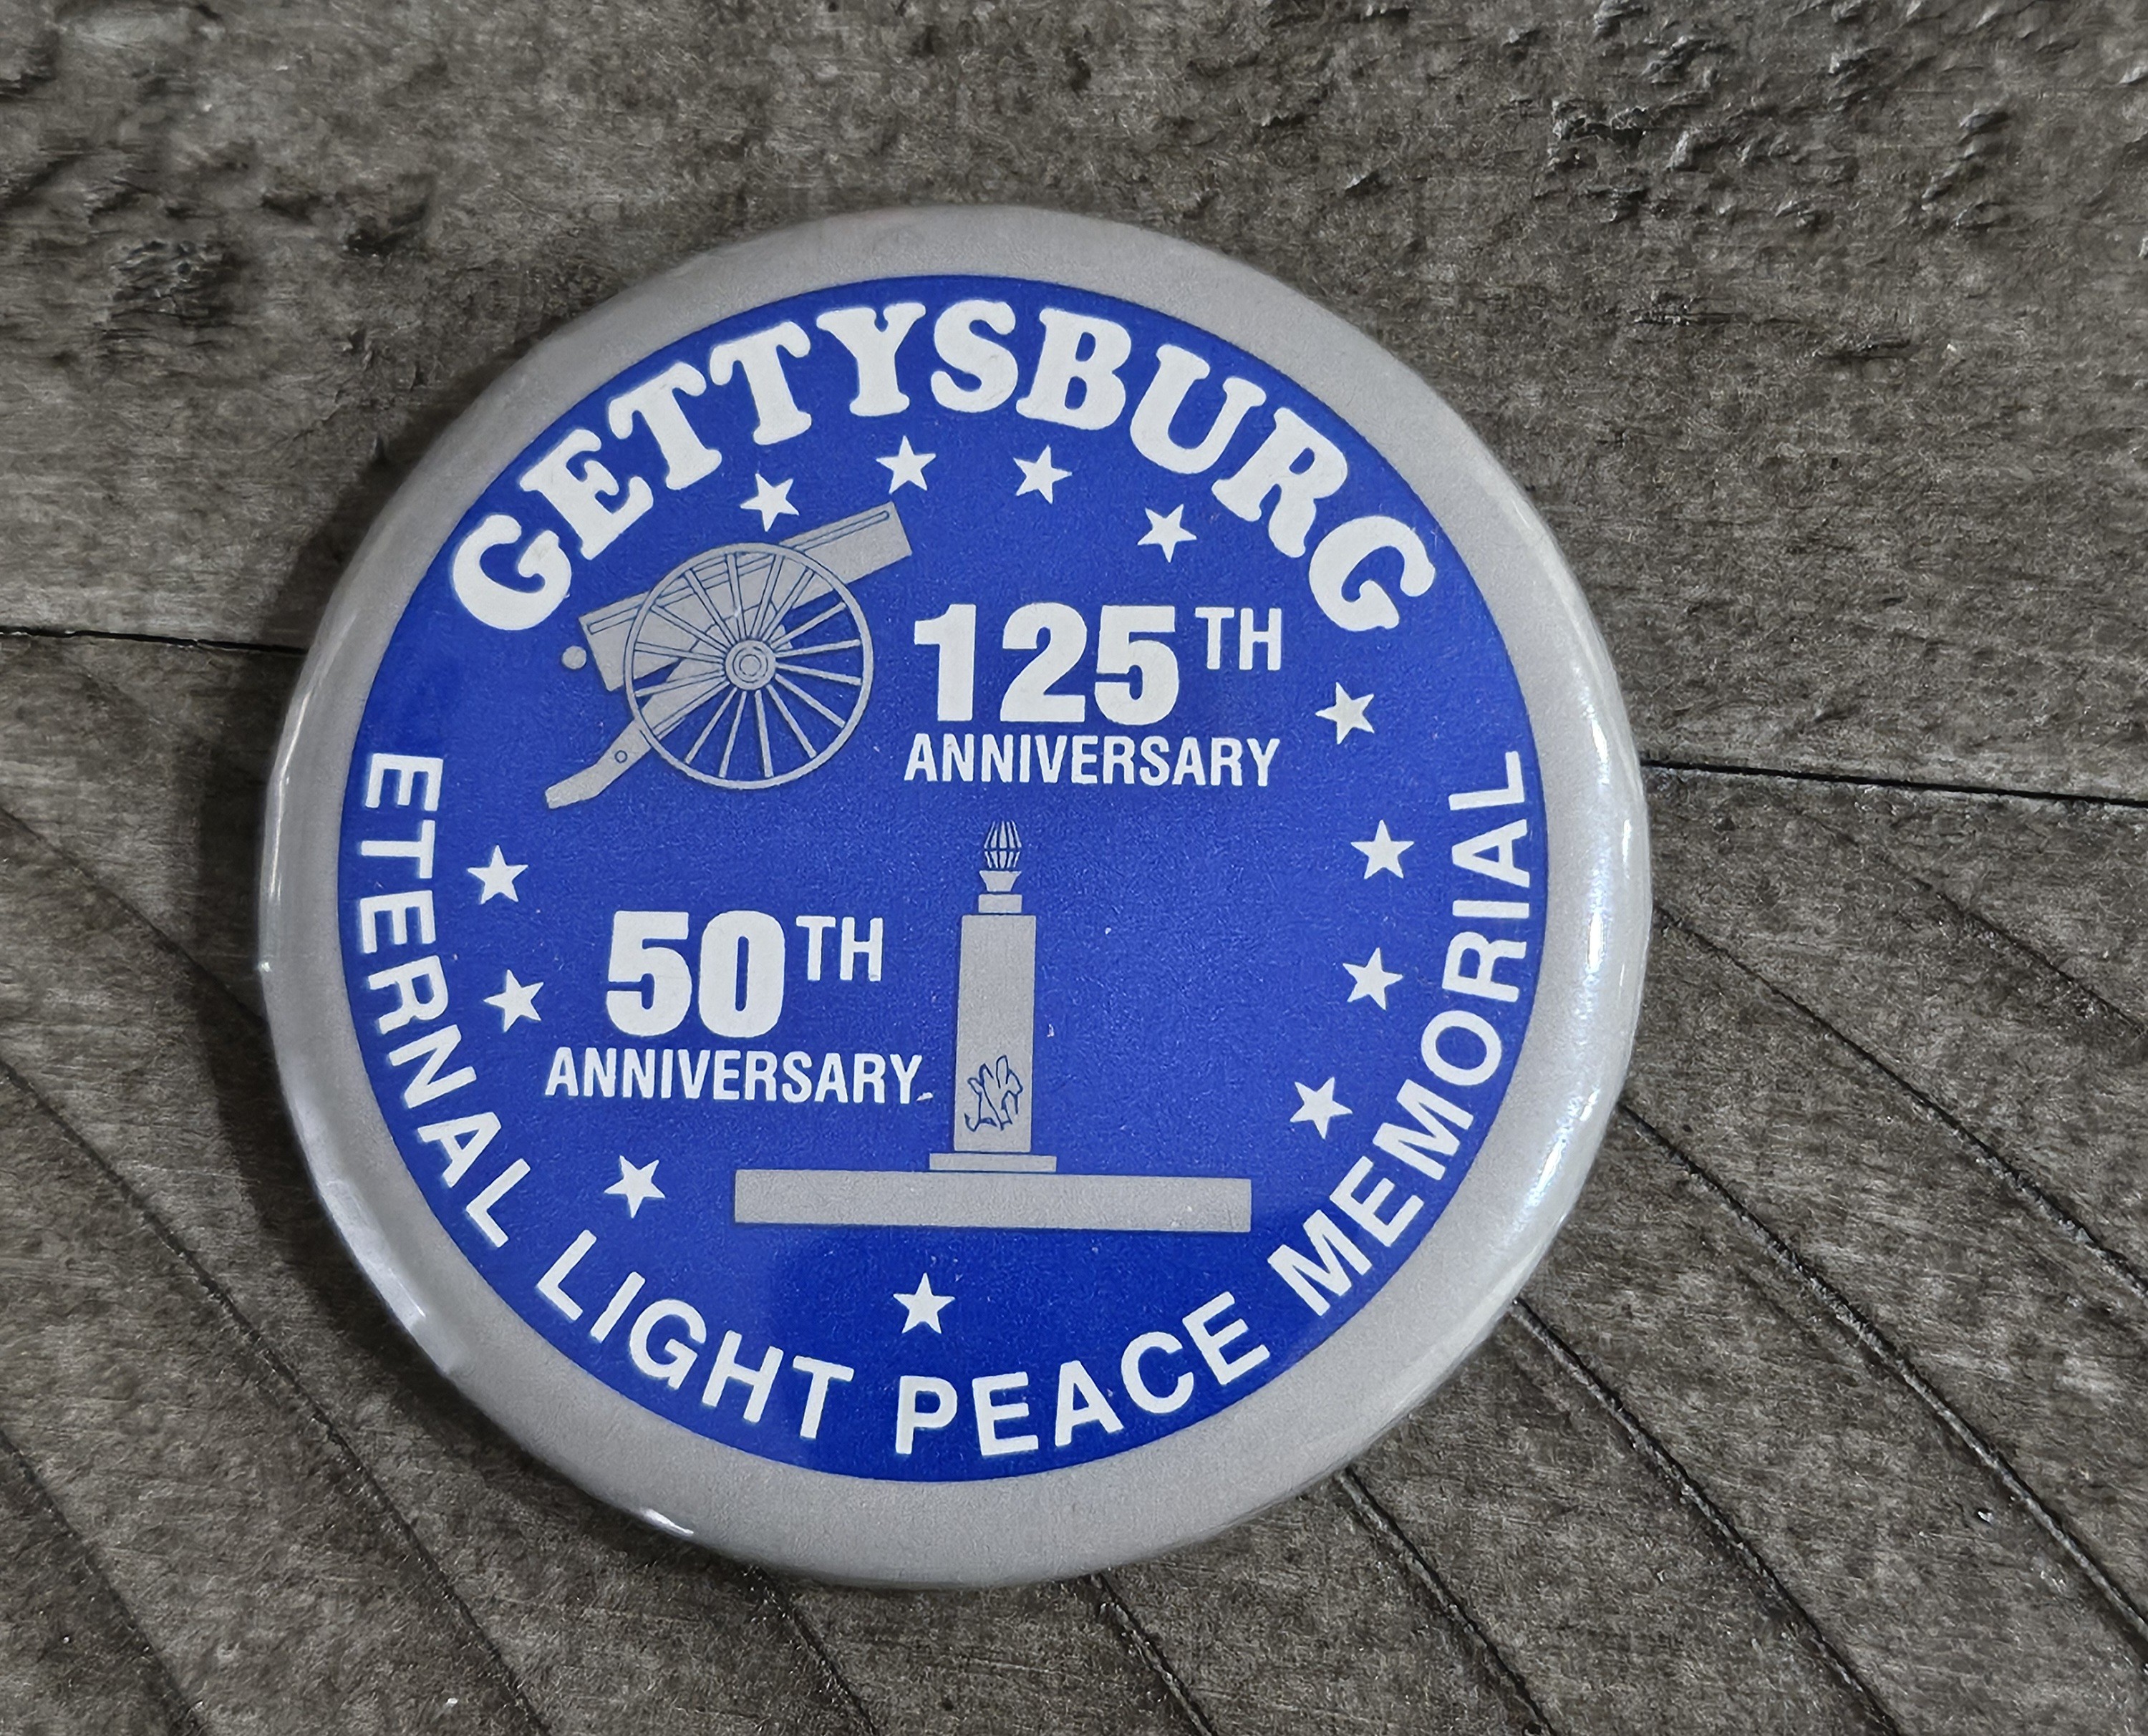 GETTYSBURG
125TH
ANNIVERSARY
50TH
ANNIVERSARY
ETERNAL LIGHT PEACE MEMORIAL